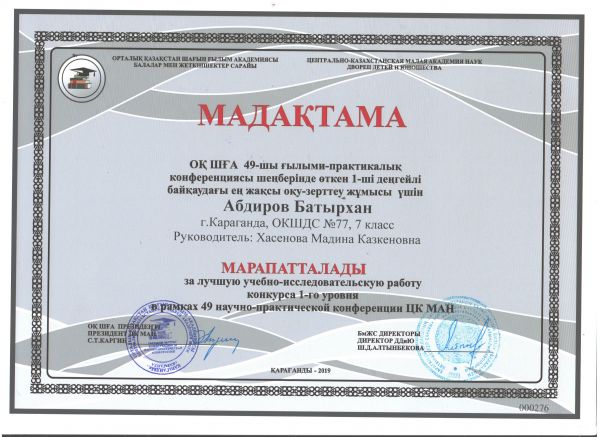 ОРТАЛЫҚ ҚАЗАҚСТАН ШАҒЫН ҒЫЛЫМ АКАДЕМИЯСЫ
БАЛАЛАР МЕН ЖЕТКІНШЕКТЕР САРАЙЫ
ЦЕНТРАЛЬНО-КАЗАХСТАНСКАЯ МАЛАЯ АКАДЕМИЯ НАУК
ДВОРЕЦ ДЕТЕЙ И ЮНОШЕСТВА
МАДАҚТАМА
ОҚ ШҒА 49-шы ғылыми-практикалық
конференциясы шеңберінде өткен 1-ші деңгейлі
байқаудағы ең жақсы оқу-зерттеу жұмысы үшін
Абдиров Батырхан
г.Караганда, ОКШДС №77, 7 класс
Руководитель: Хасенова Мадина Казкеновна
МАРАПАТТАЛАДЫ
за лучшую учебно-исследовательскую работу
конкурса 1-го уровня
в рамках 49 научно-практической конференции ЦК МАН
ОҚ ШҒА ПРЕЗИДЕНТІ
ПРЕЗИДЕНТ ЦК МАН
С.Т.КАРГИН
БжЖС ДИРЕКТОРЫ
ДИРЕКТОР ДДиЮ
Ш.Д.АЛТЫНБЕКОВА
ҚАРАҒАНДЫ - 2019
000276